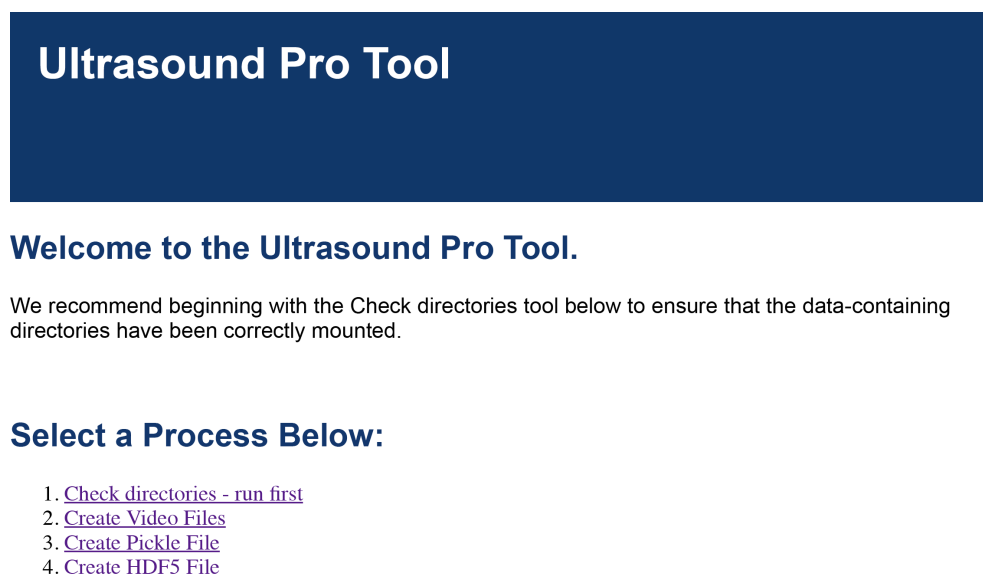 Ultrasound Pro Tool
Welcome to the Ultrasound Pro Tool.
We recommend beginning with the Check directories tool below to ensure that the data-containing
directories have been correctly mounted.
Select a Process Below:
1. Check directories - run first
2. Create Video Files
3. Create Pickle File
4. Create HDF5 File